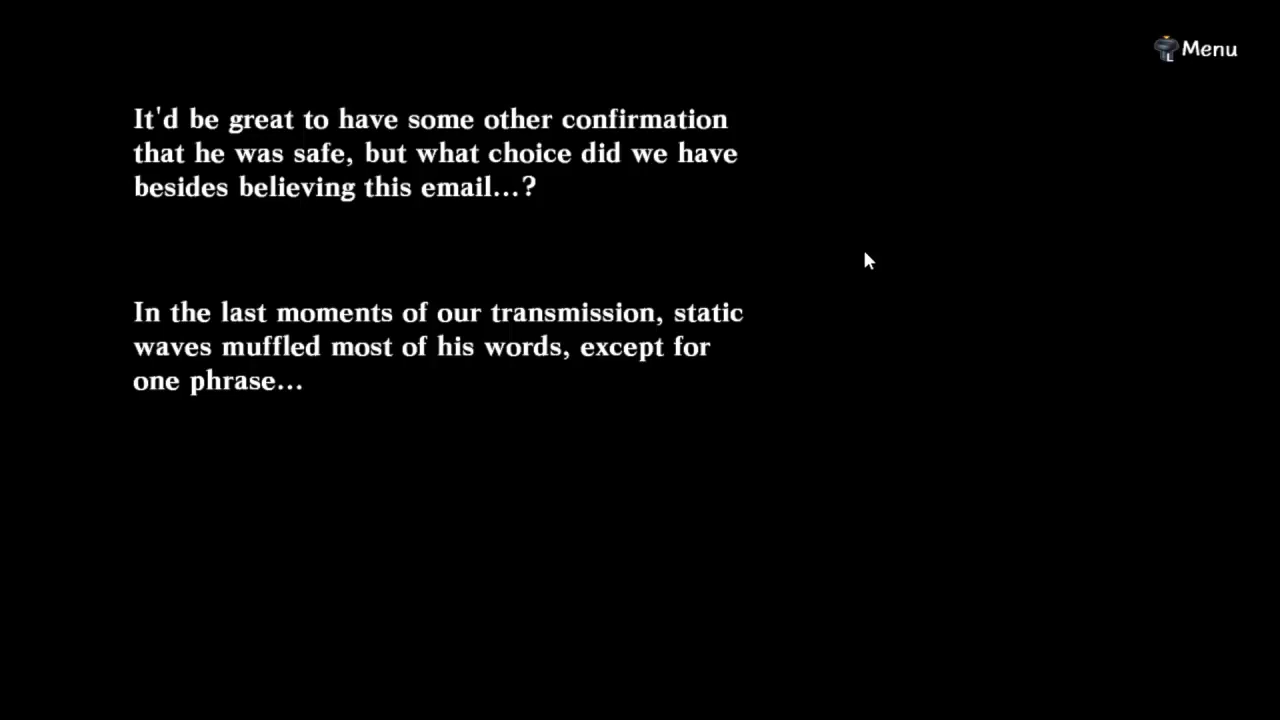 Menu
It'd be great to have some other confirmation
that he was safe, but what choice did we have
besides believing this email...?
In the last moments of our transmission, static
waves muffled most of his words, except for
one phrase...